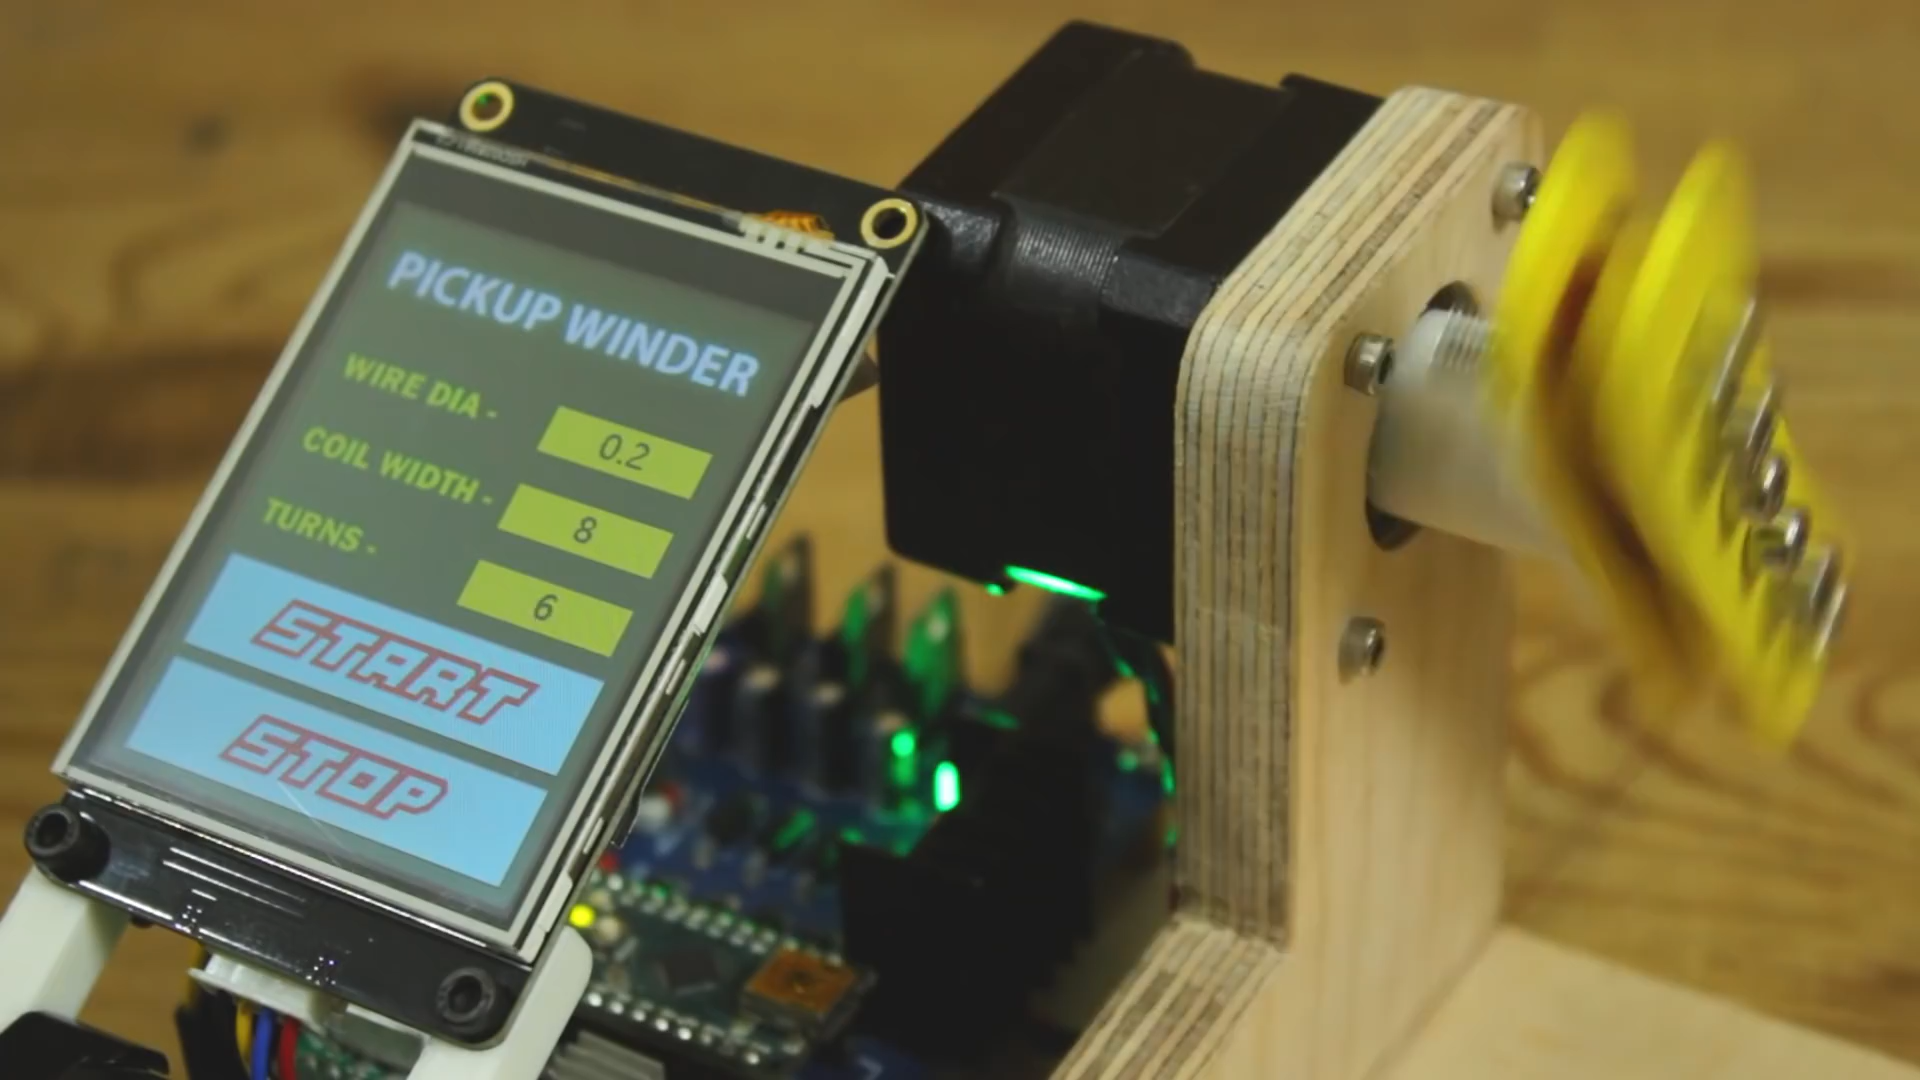 PICKUP WINDER
WIRE DIA - 0.2
COIL WIDTH - 8
TURNS - 6
START
STOP